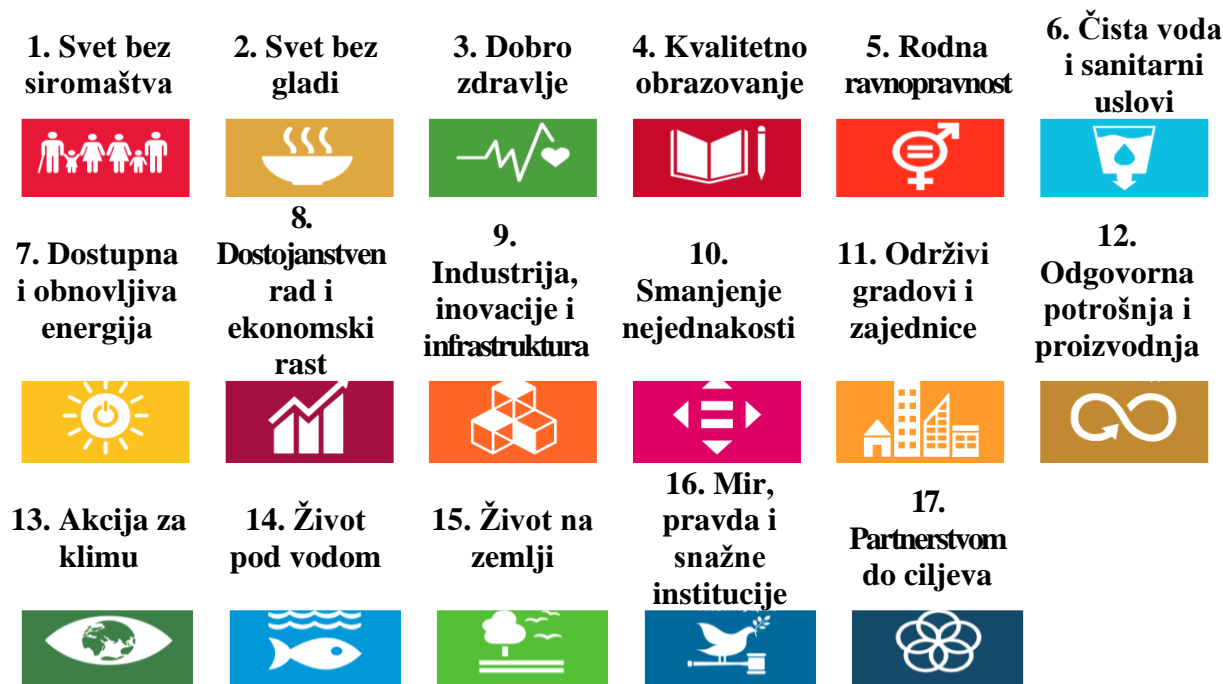 1. Svet bez
siromaštva
2. Svet bez
gladi
3. Dobro
zdravlje
4. Kvalitetno
obrazovanje
5. Rodna
ravnopravnost
6. Čista voda
i sanitarni
uslovi
7. Dostupna
i obnovljiva
energija
8.
Dostojanstven
rad i
ekonomski
rast
9.
Industrija,
inovacije i
infrastruktura
10.
Smanjenje
nejednakosti
11. Održivi
gradovi i
zajednice
12.
Odgovorna
potrošnja i
proizvodnja
13. Akcija za
klimu
14. Život
pod vodom
15. Život na
zemlji
16. Mir,
pravda i
snažne
institucije
17.
Partnerstvom
do ciljeva